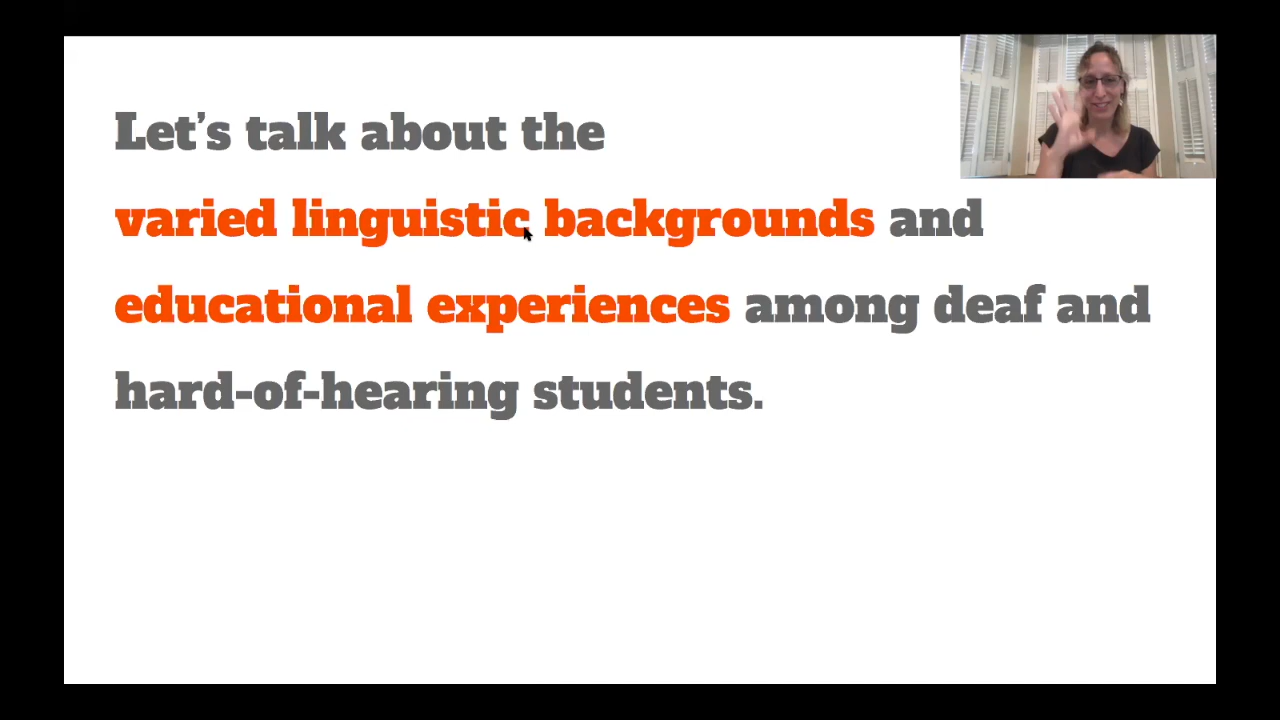 Let’s talk about the
varied linguistic backgrounds and
educational experiences among deaf and
hard-of-hearing students.